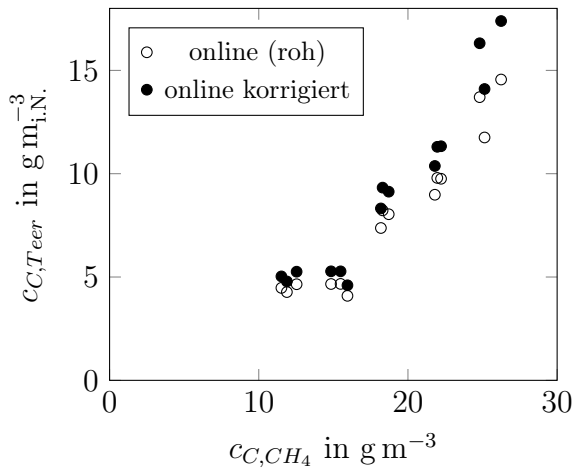 15
10
5
0
0
10
20
30
online (roh)
online korrigiert
c_{C,Teer} in g m_{i.N.}^{-3}
c_{C,CH_4} in g m^{-3}